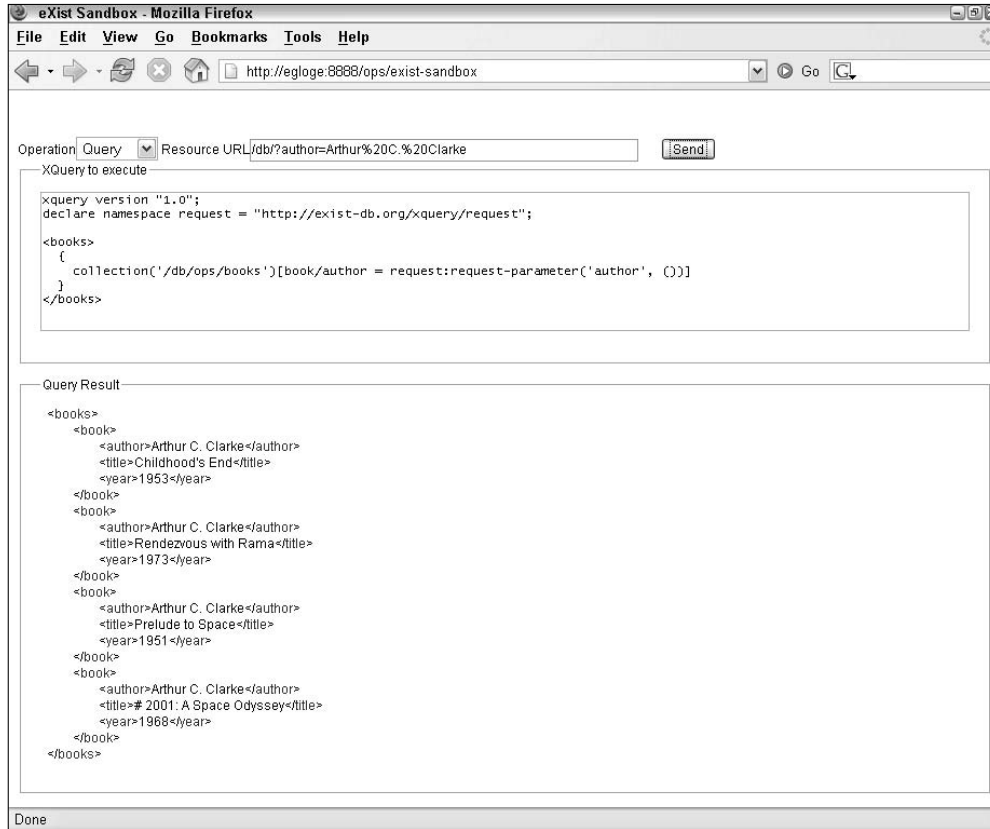 eXist Sandbox - Mozilla Firefox
File Edit View Go Bookmarks Tools Help
http://egloge:8888/ops/exist-sandbox Go G
Operation Query Resource URL /db/?author=Arthur%20C.%20Clarke Send
XQuery to execute
xquery version "1.0";
declare namespace request = "http://exist-db.org/xquery/request";
<books>
{
collection('/db/ops/books')[book/author = request:request-parameter('author', ())]
}
</books>
Query Result
<books>
<book>
<author>Arthur C. Clarke</author>
<title>Childhood's End</title>
<year>1953</year>
</book>
<book>
<author>Arthur C. Clarke</author>
<title>Rendezvous with Rama</title>
<year>1973</year>
</book>
<book>
<author>Arthur C. Clarke</author>
<title>Prelude to Space</title>
<year>1951</year>
</book>
<book>
<author>Arthur C. Clarke</author>
<title># 2001: A Space Odyssey</title>
<year>1968</year>
</book>
</books>
Done